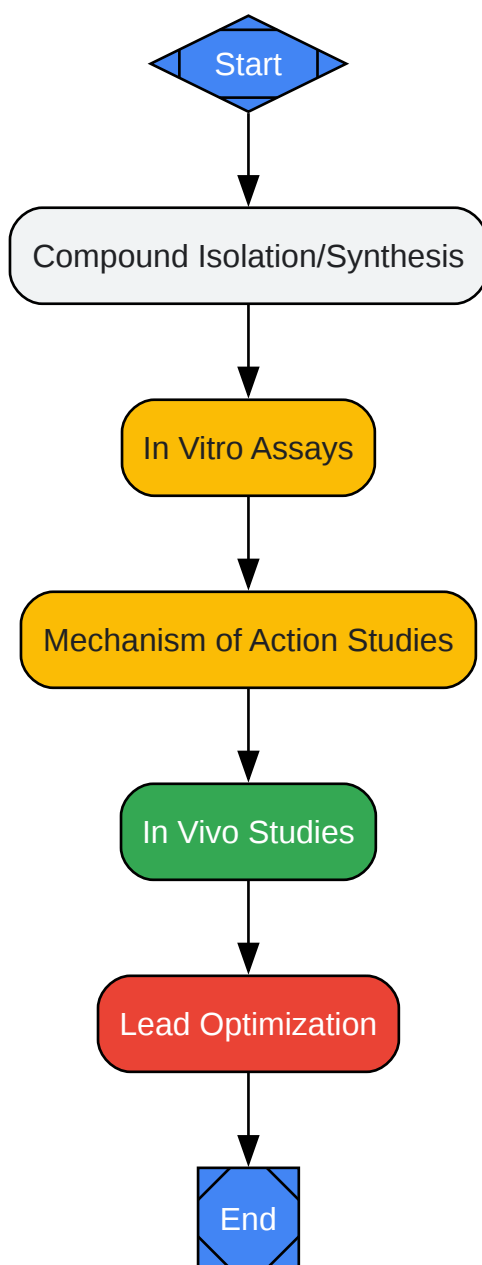 Start
Compound Isolation/Synthesis
In Vitro Assays
Mechanism of Action Studies
In Vivo Studies
Lead Optimization
End